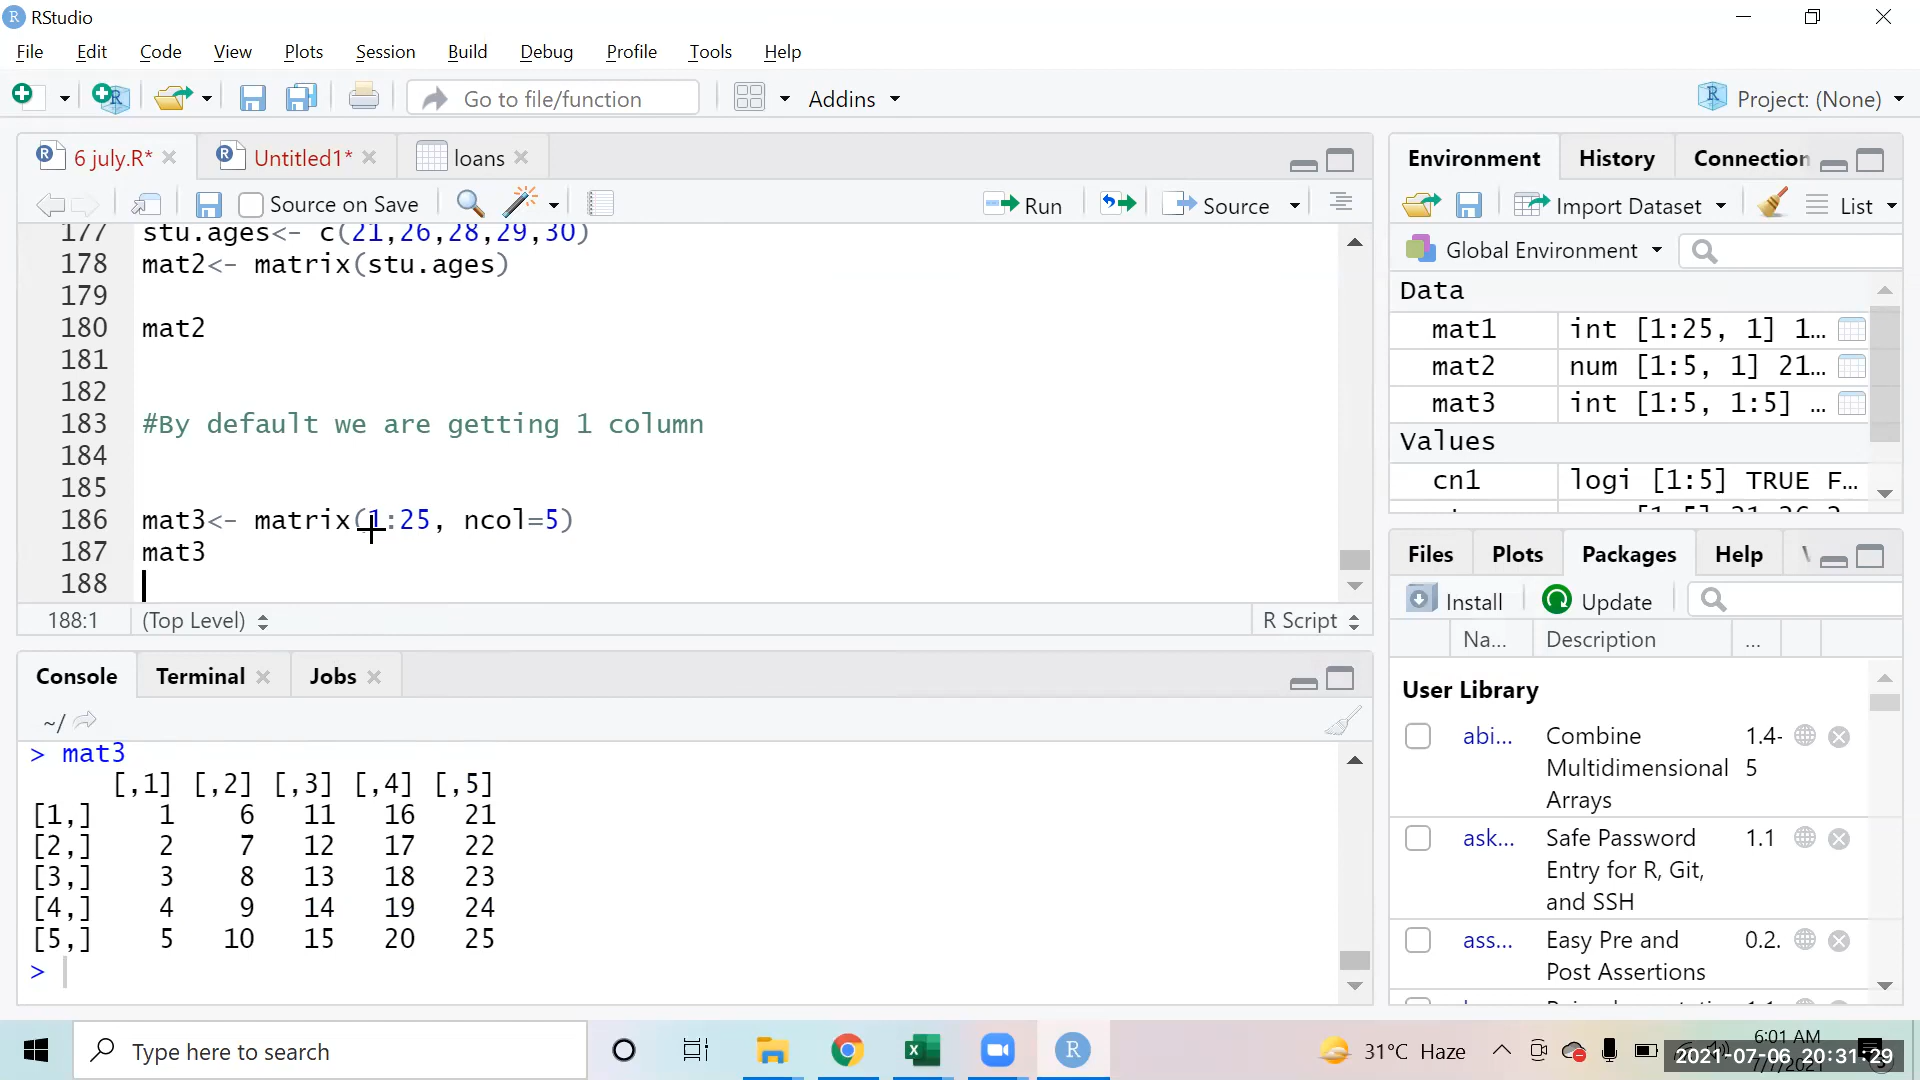 RStudio
File Edit Code View Plots Session Build Debug Profile Tools Help
Go to file/function Addins Project: (None)
6 july.R* Untitled1* loans
Source on Save Run Source
177 stu.ages<- c(21,26,28,29,30)
178 mat2<- matrix(stu.ages)
179
180 mat2
181
182
183 #By default we are getting 1 column
184
185
186 mat3<- matrix(1:25, ncol=5)
187 mat3
188
188:1 (Top Level) R Script
Console Terminal Jobs
~/
> mat3
[,1] [,2] [,3] [,4] [,5]
[1,] 1 6 11 16 21
[2,] 2 7 12 17 22
[3,] 3 8 13 18 23
[4,] 4 9 14 19 24
[5,] 5 10 15 20 25
>
Environment History Connection
Import Dataset List
Global Environment
Data
mat1 int [1:25, 1] 1...
mat2 num [1:5, 1] 21...
mat3 int [1:5, 1:5] ...
Values
cn1 logi [1:5] TRUE F...
Files Plots Packages Help
Install Update
Na... Description ...
User Library
abi... Combine 1.4-
Multidimensional 5
Arrays
ask... Safe Password 1.1
Entry for R, Git,
and SSH
ass... Easy Pre and 0.2.
Post Assertions
Type here to search
31°C Haze
6:01 AM
2021-07-06 20:31:29